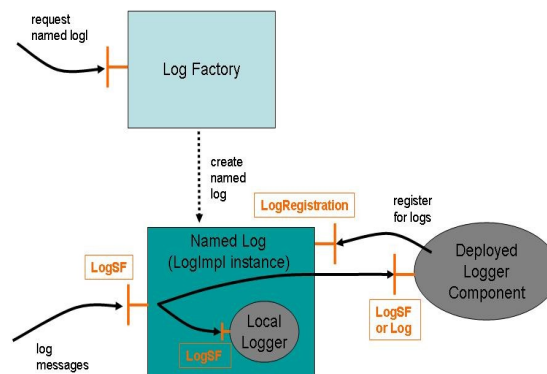 request
named logl
Log Factory
create
named
log
LogRegistration
register
for logs
Named Log
(LogImpl instance)
LogSF
Deployed
Logger
Component
LogSF
or Log
Local
Logger
LogSF
log
messages